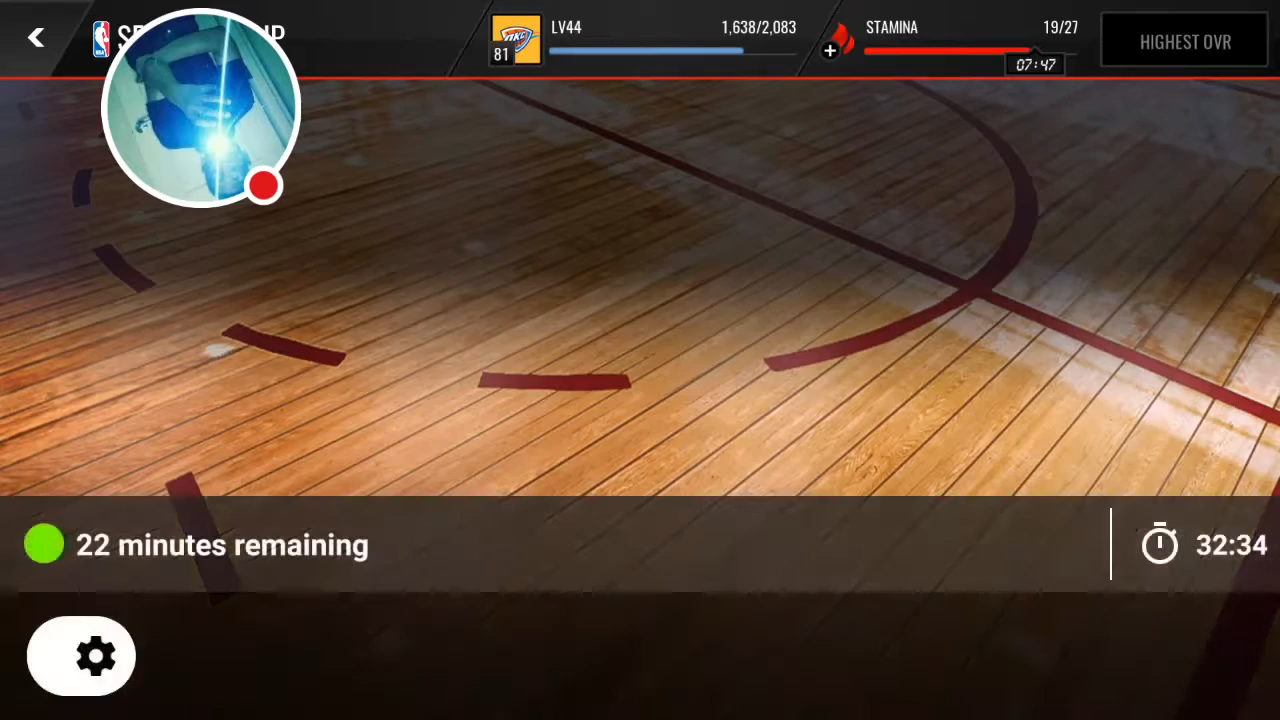 LV44
1,638/2,083
81
STAMINA
19/27
07:47
HIGHEST OVR
22 minutes remaining
32:34